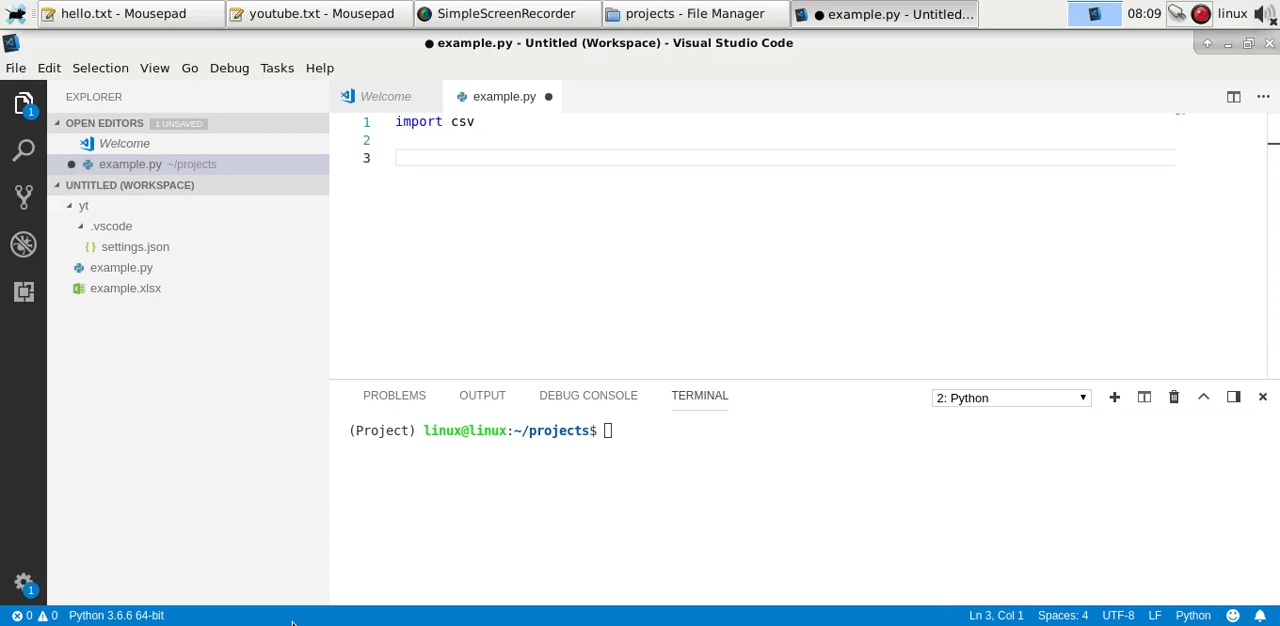 hello.txt - Mousepad
youtube.txt - Mousepad
SimpleScreenRecorder
projects - File Manager
● example.py - Untitled...
08:09
linux
● example.py - Untitled (Workspace) - Visual Studio Code
File Edit Selection View Go Debug Tasks Help
EXPLORER
OPEN EDITORS 1 UNSAVED
Welcome
example.py ~/projects
UNTITLED (WORKSPACE)
yt
.vscode
settings.json
example.py
example.xlsx
1
1
Welcome
example.py
1 import csv
2
3
PROBLEMS OUTPUT DEBUG CONSOLE TERMINAL
2: Python
(Project) linux@linux:~/projects$
0 0 Python 3.6.6 64-bit
Ln 3, Col 1 Spaces: 4 UTF-8 LF Python